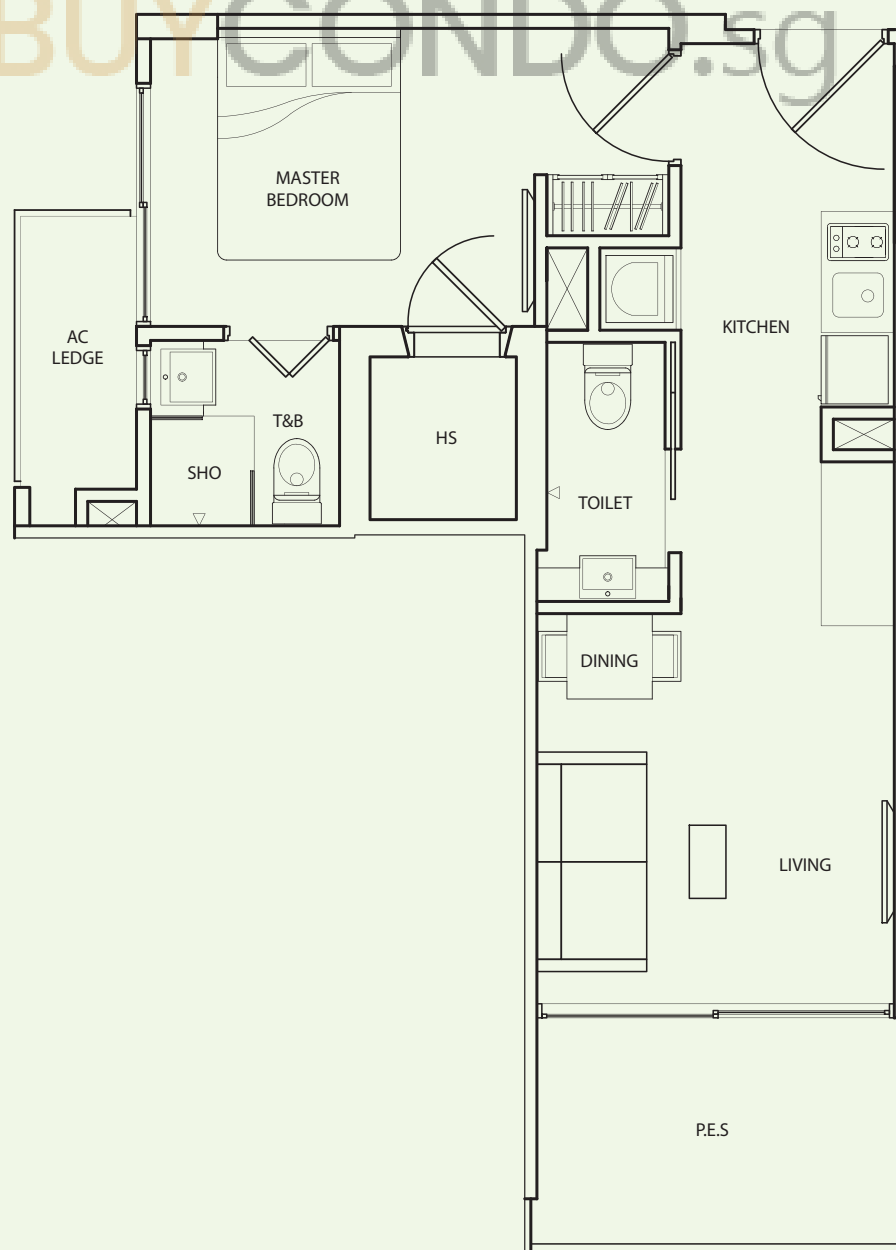 BUYCONDO.sg
MASTER
BEDROOM
AC
LEDGE
KITCHEN
T&B
HS
SHO
TOILET
DINING
LIVING
P.E.S